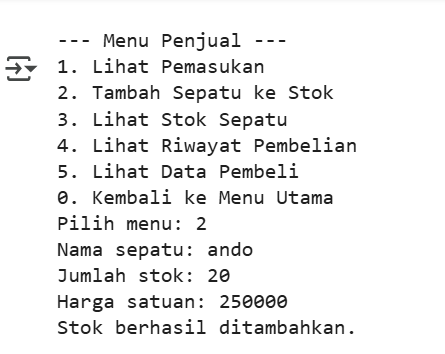 --- Menu Penjual ---
1. Lihat Pemasukan
2. Tambah Sepatu ke Stok
3. Lihat Stok Sepatu
4. Lihat Riwayat Pembelian
5. Lihat Data Pembeli
0. Kembali ke Menu Utama
Pilih menu: 2
Nama sepatu: ando
Jumlah stok: 20
Harga satuan: 250000
Stok berhasil ditambahkan.